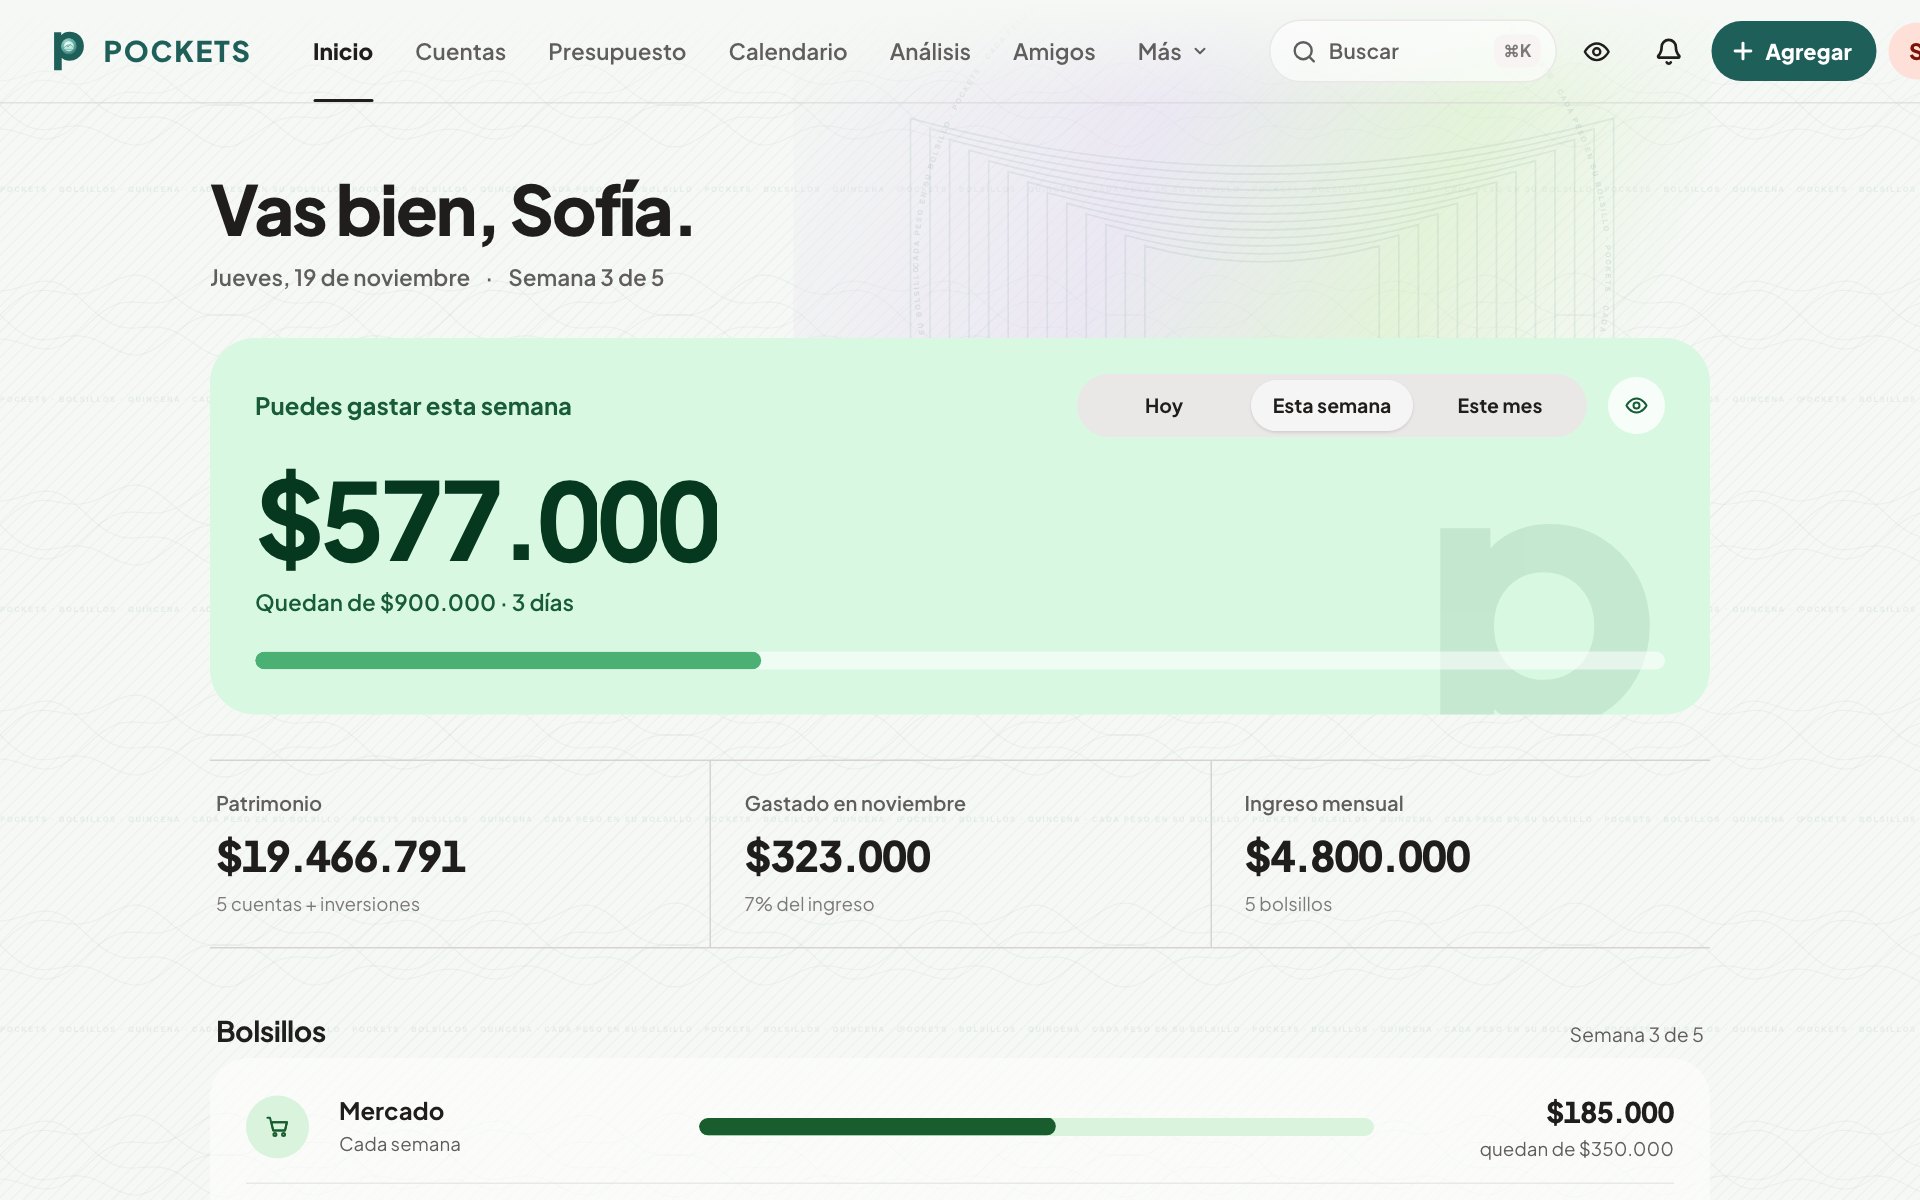 POCKETS
Inicio
Cuentas
Presupuesto
Calendario
Análisis
Amigos
Más
Buscar
⌘K
+ Agregar
S
Vas bien, Sofía.
Jueves, 19 de noviembre · Semana 3 de 5
Puedes gastar esta semana
Hoy
Esta semana
Este mes
$577.000
Quedan de $900.000 · 3 días
Patrimonio
$19.466.791
5 cuentas + inversiones
Gastado en noviembre
$323.000
7% del ingreso
Ingreso mensual
$4.800.000
5 bolsillos
Bolsillos
Semana 3 de 5
Mercado
Cada semana
$185.000
quedan de $350.000